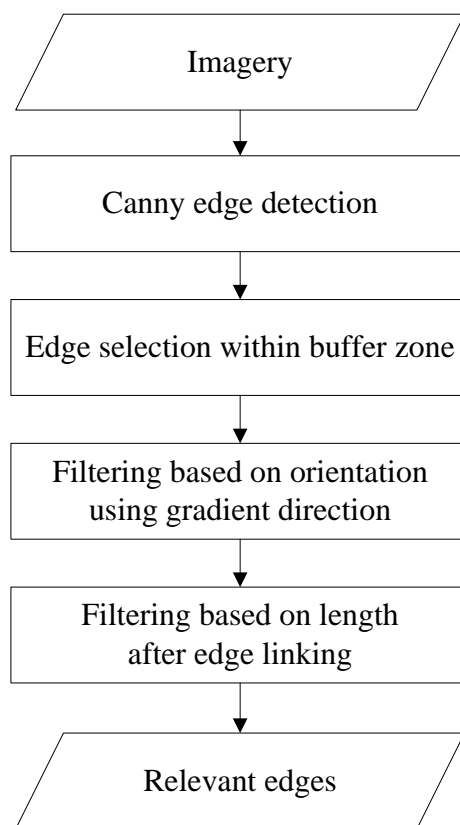 Imagery
Canny edge detection
Edge selection within buffer zone
Filtering based on orientation
using gradient direction
Filtering based on length
after edge linking
Relevant edges